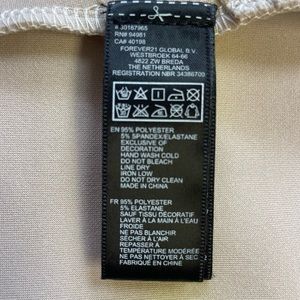 # 30167965
RN# 94981
CA# 40198
FOREVER21 GLOBAL B.V.
WESTBROEK 64-66
4822 ZW BREDA
THE NETHERLANDS
REGISTRATION NBR 34386700
EN 95% POLYESTER
5% SPANDEX/ELASTANE
EXCLUSIVE OF
DECORATION
HAND WASH COLD
DO NOT BLEACH
LINE DRY
IRON LOW
DO NOT DRY CLEAN
MADE IN CHINA
FR 95% POLYESTER
5% ELASTANE
SAUF TISSU DÉCORATIF
LAVER À LA MAIN À L'EAU
FROIDE
NE PAS BLANCHIR
SÉCHER À L'AIR
REPASSER À
TEMPÉRATURE MODÉRÉE
NE PAS NETTOYER À SEC
FABRIQUÉ EN CHINE